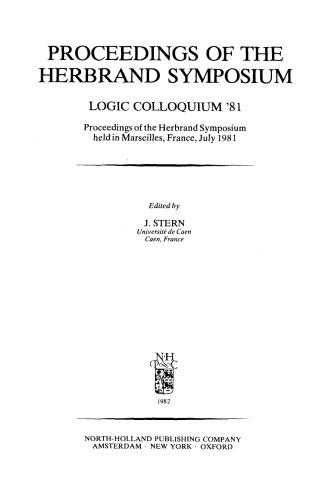 PROCEEDINGS OF THE
HERBRAND SYMPOSIUM
LOGIC COLLOQUIUM '81
Proceedings of the Herbrand Symposium
held in Marseilles, France, July 1981
Edited by
J. STERN
Université de Caen
Caen, France
N·H
1982
NORTH-HOLLAND PUBLISHING COMPANY
AMSTERDAM · NEW YORK · OXFORD